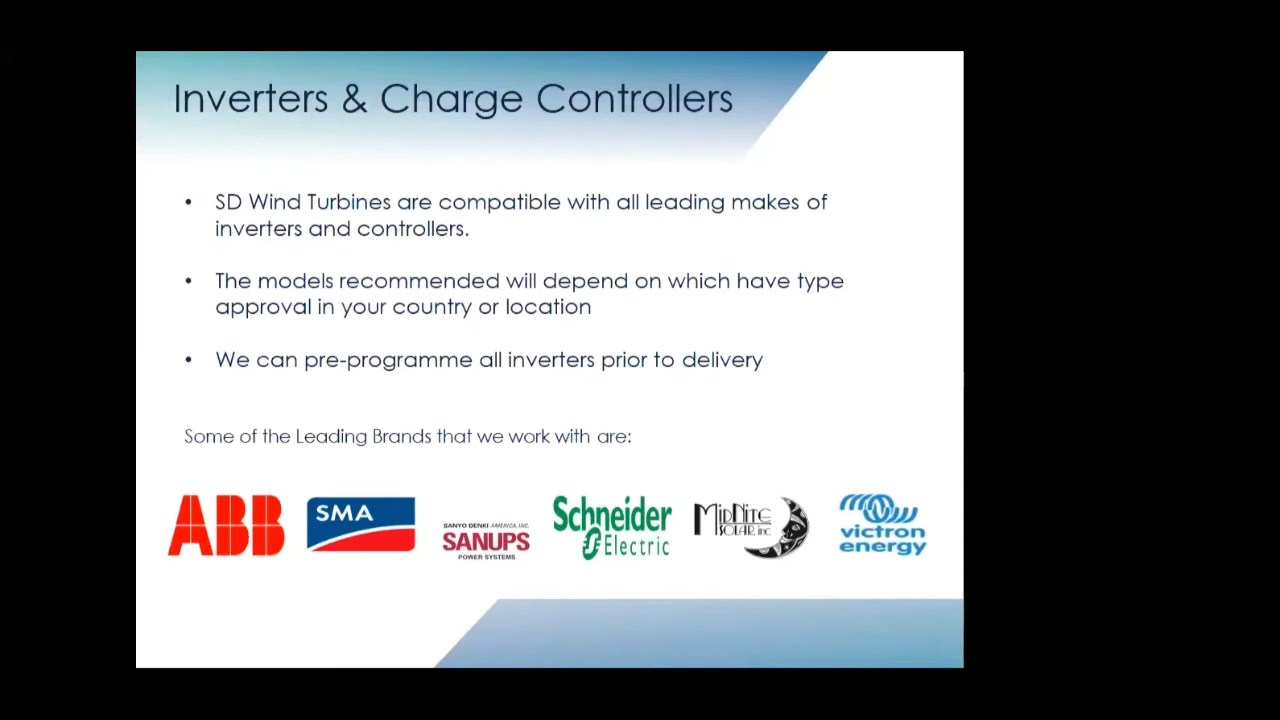 Inverters & Charge Controllers
• SD Wind Turbines are compatible with all leading makes of
inverters and controllers.
• The models recommended will depend on which have type
approval in your country or location
• We can pre-programme all inverters prior to delivery
Some of the Leading Brands that we work with are:
ABB
SMA
SANYO DENKI AMERICA, INC.
SANUPS
POWER SYSTEMS
Schneider
Electric
MidNite
Solar, inc
victron
energy